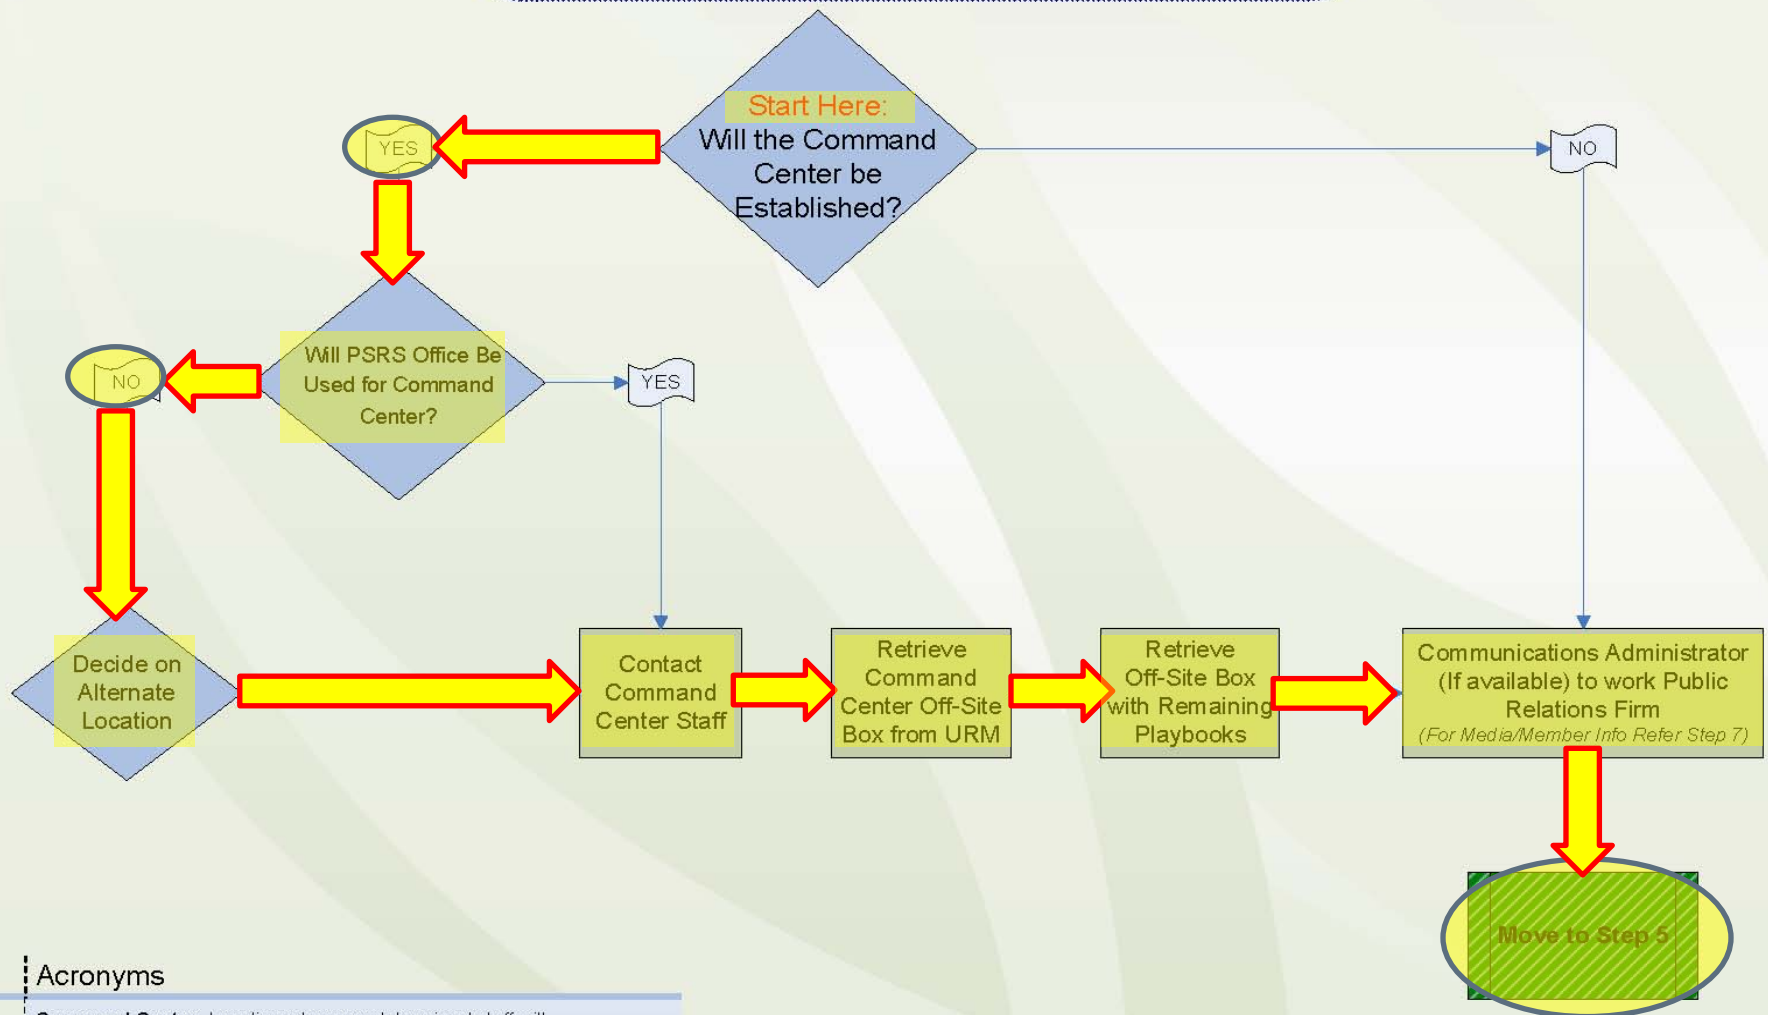 Start Here:
Will the Command
Center be
Established?
YES
NO
Will PSRS Office Be
Used for Command
Center?
NO
YES
Decide on
Alternate
Location
Contact
Command
Center Staff
Retrieve
Command
Center Off-Site
Box from URM
Retrieve
Off-Site Box
with Remaining
Playbooks
Communications Administrator
(If available) to work Public
Relations Firm
(For Media/Member Info Refer Step 7)
Move to Step 5
Acronyms